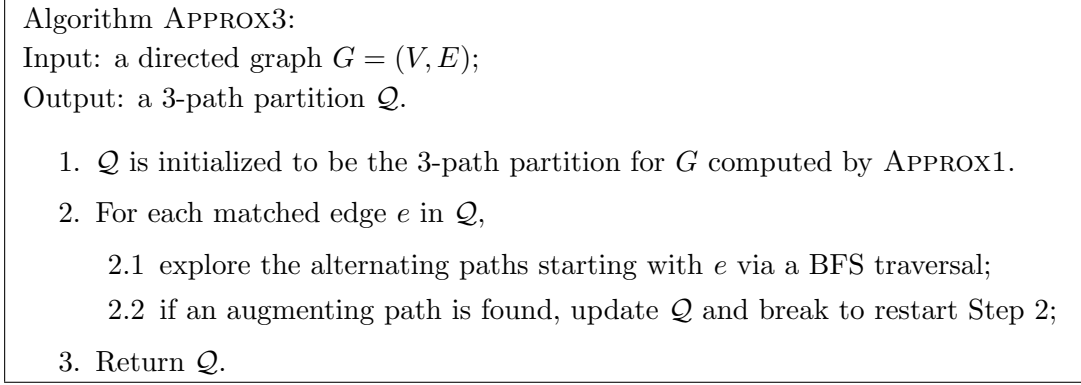 Algorithm APPROX3:
Input: a directed graph G = (V, E);
Output: a 3-path partition 𝒬.
1. 𝒬 is initialized to be the 3-path partition for G computed by APPROX1.
2. For each matched edge e in 𝒬,
2.1 explore the alternating paths starting with e via a BFS traversal;
2.2 if an augmenting path is found, update 𝒬 and break to restart Step 2;
3. Return 𝒬.